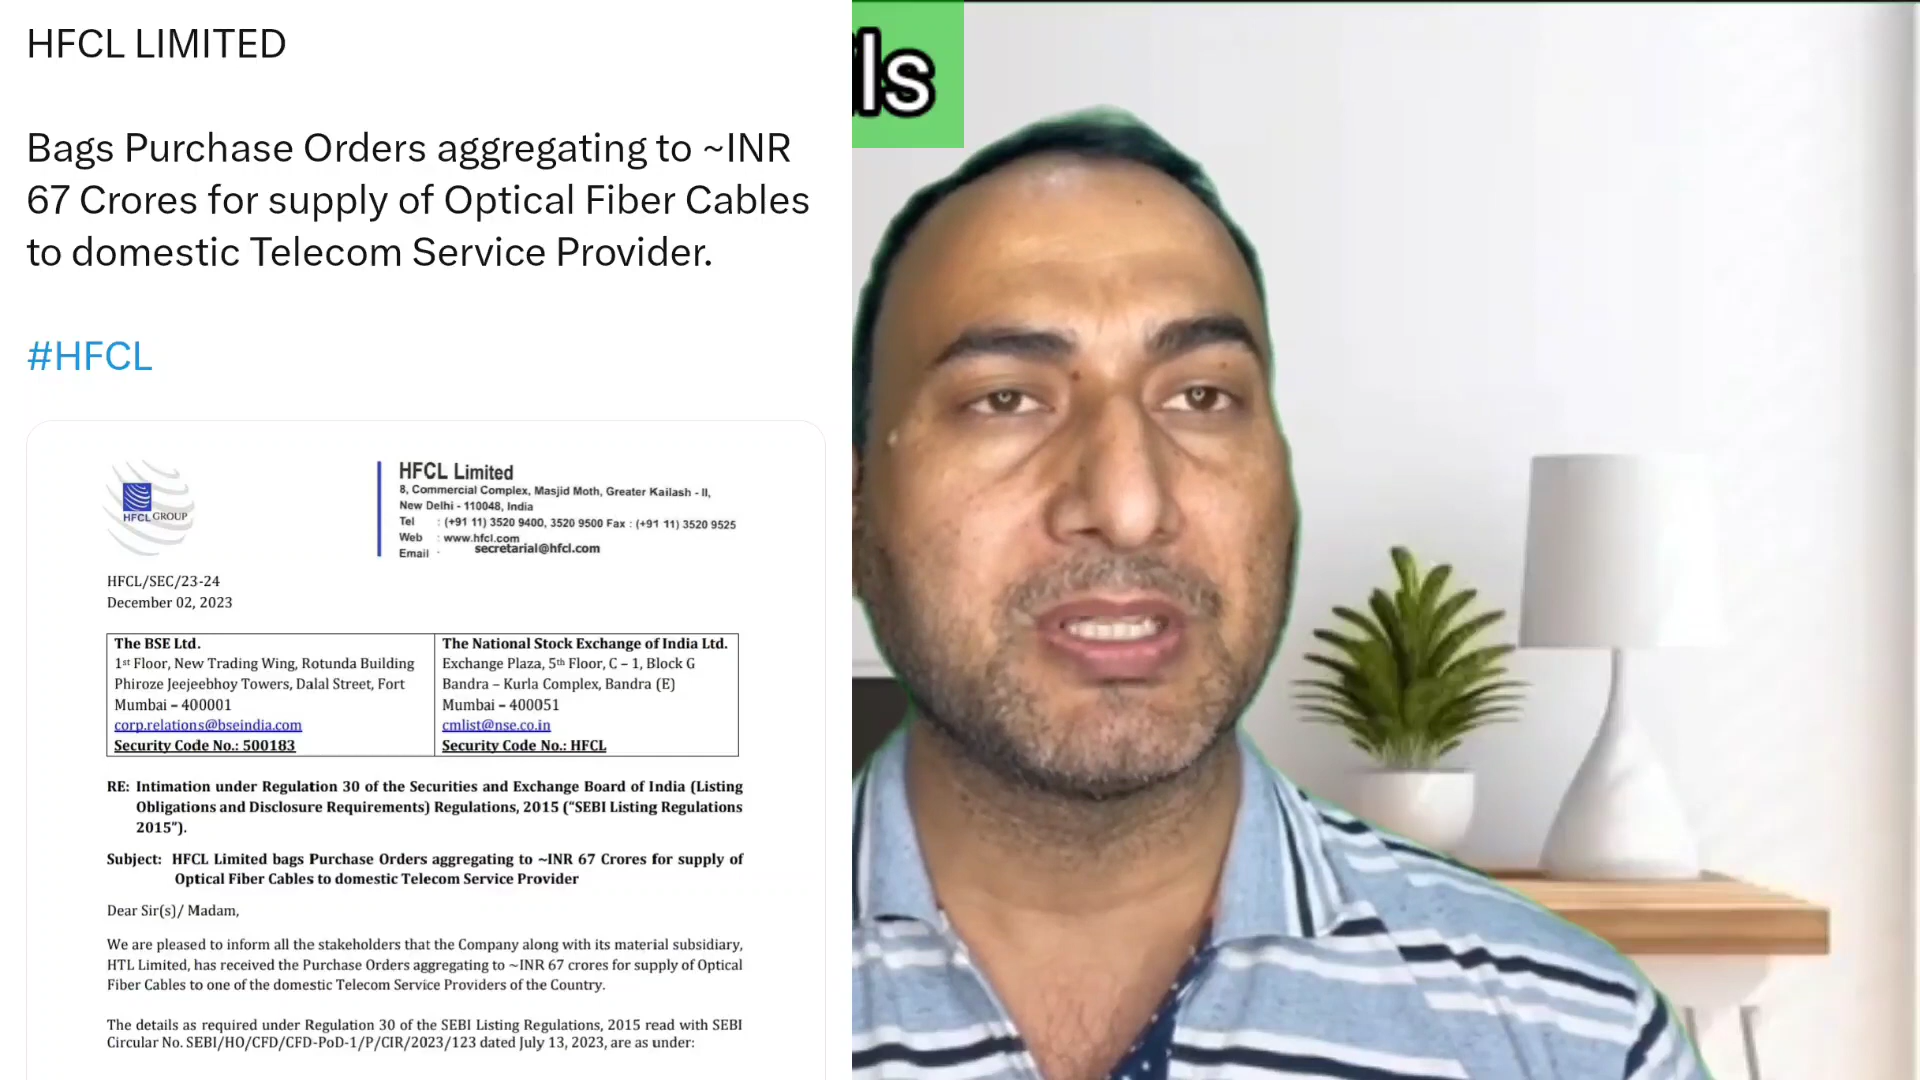 HFCL LIMITED
Bags Purchase Orders aggregating to ~INR
67 Crores for supply of Optical Fiber Cables
to domestic Telecom Service Provider.
#HFCL
HFCL GROUP
HFCL Limited
8, Commercial Complex, Masjid Moth, Greater Kailash - II,
New Delhi - 110048, India
Tel : (+91 11) 3520 9400, 3520 9500 Fax : (+91 11) 3520 9525
Web : www.hfcl.com
Email : secretarial@hfcl.com
HFCL/SEC/23-24
December 02, 2023
The BSE Ltd.
1st Floor, New Trading Wing, Rotunda Building
Phiroze Jeejeebhoy Towers, Dalal Street, Fort
Mumbai – 400001
corp.relations@bseindia.com
Security Code No.: 500183
The National Stock Exchange of India Ltd.
Exchange Plaza, 5th Floor, C – 1, Block G
Bandra – Kurla Complex, Bandra (E)
Mumbai – 400051
cmlist@nse.co.in
Security Code No.: HFCL
RE: Intimation under Regulation 30 of the Securities and Exchange Board of India (Listing
Obligations and Disclosure Requirements) Regulations, 2015 (“SEBI Listing Regulations
2015”).
Subject: HFCL Limited bags Purchase Orders aggregating to ~INR 67 Crores for supply of
Optical Fiber Cables to domestic Telecom Service Provider
Dear Sir(s)/ Madam,
We are pleased to inform all the stakeholders that the Company along with its material subsidiary,
HTL Limited, has received the Purchase Orders aggregating to ~INR 67 crores for supply of Optical
Fiber Cables to one of the domestic Telecom Service Providers of the Country.
The details as required under Regulation 30 of the SEBI Listing Regulations, 2015 read with SEBI
Circular No. SEBI/HO/CFD/CFD-PoD-1/P/CIR/2023/123 dated July 13, 2023, are as under: